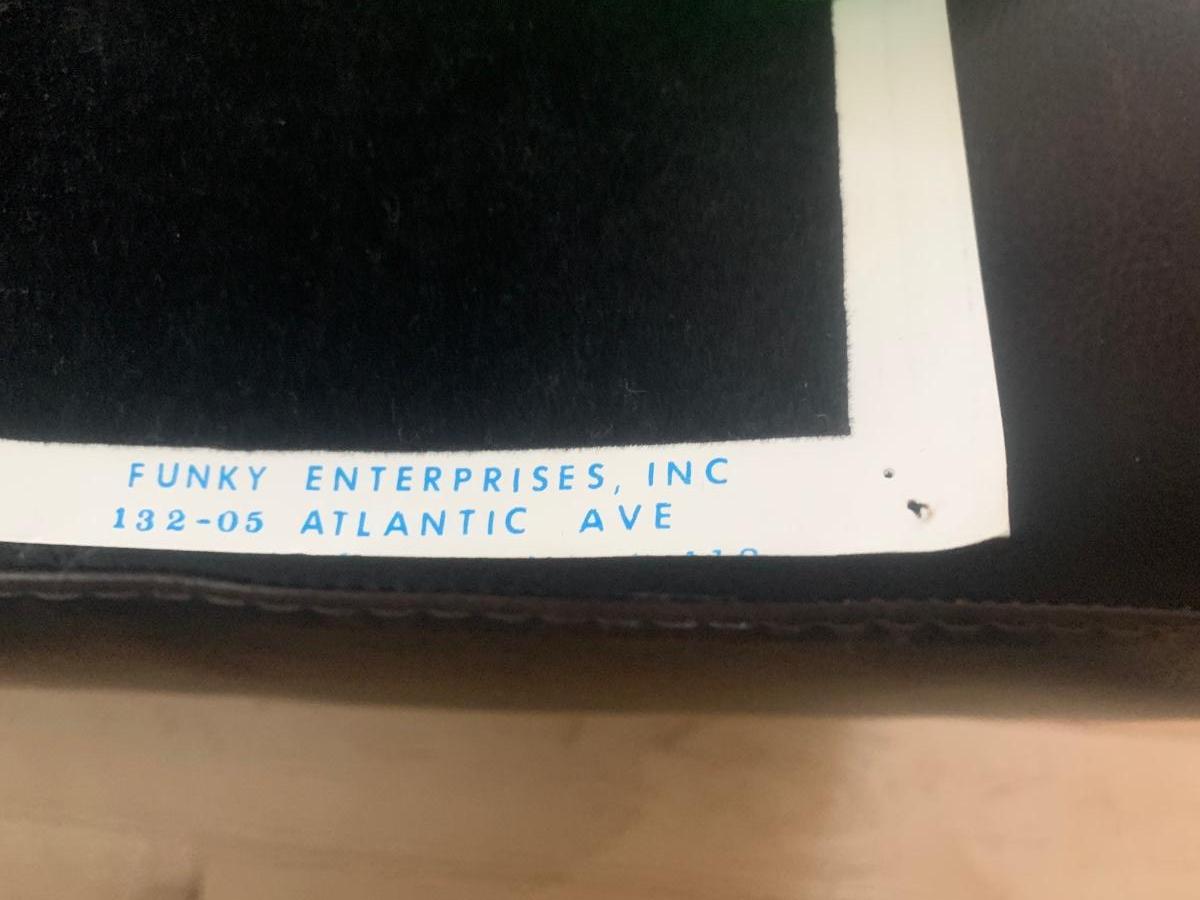 FUNKY ENTERPRISES, INC
132-05 ATLANTIC AVE